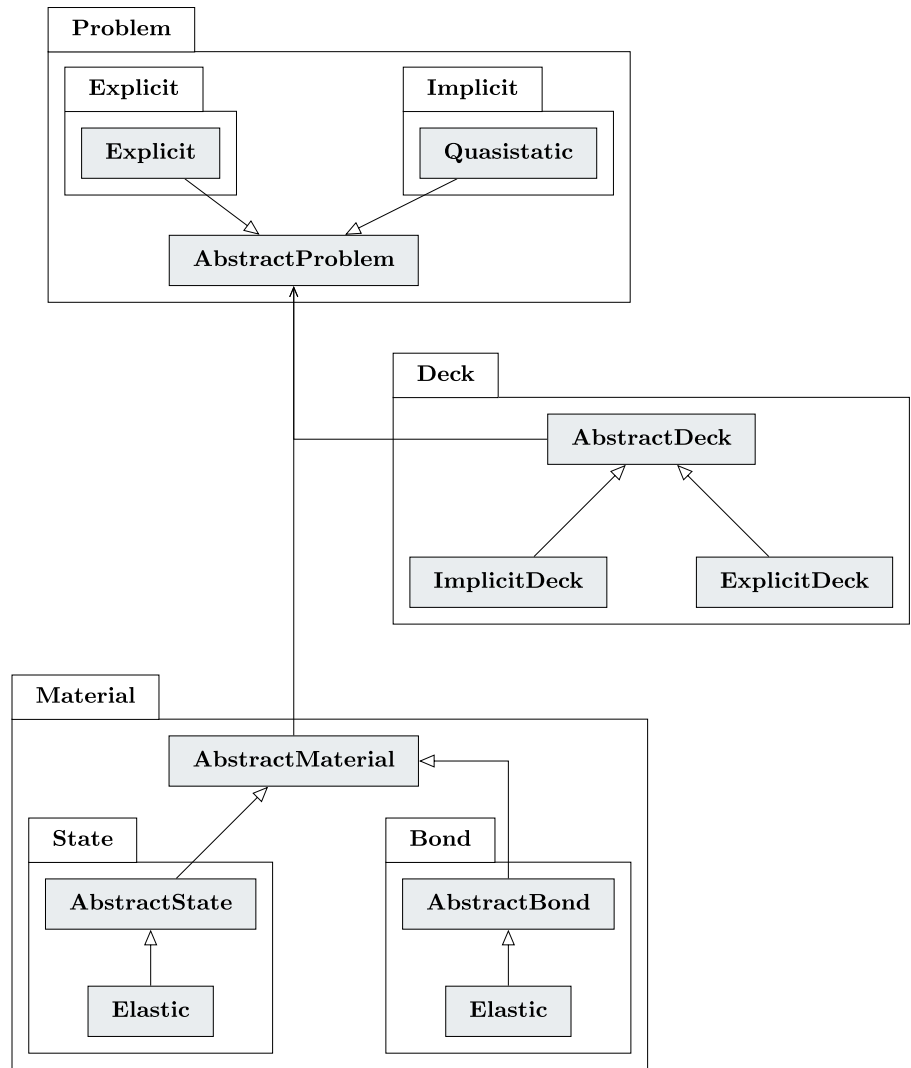 Problem
Explicit
Implicit
Explicit
Quasistatic
AbstractProblem
Deck
AbstractDeck
ImplicitDeck
ExplicitDeck
Material
AbstractMaterial
State
Bond
AbstractState
AbstractBond
Elastic
Elastic